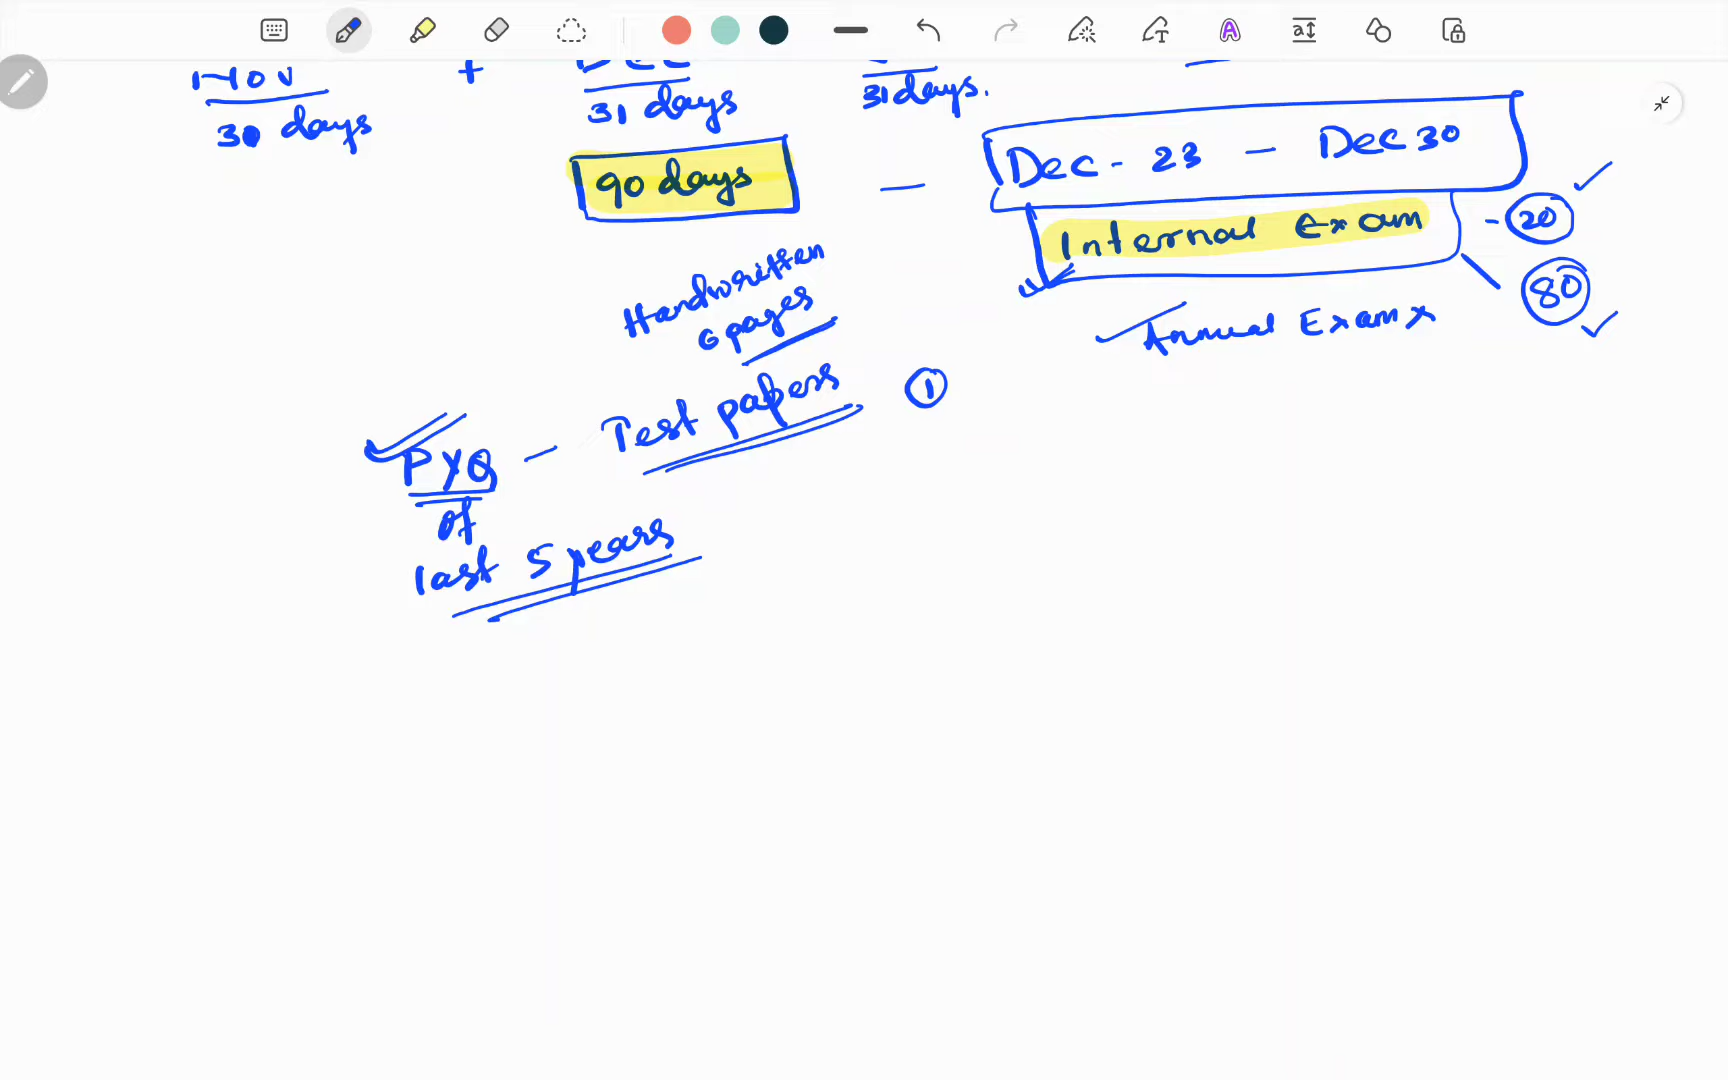 Nov +
30 days 31 days 31 days.
90 days - Dec - 23 - Dec 30
Internal Exam - 20
80
Annual Exam x
Handwritten
6 pages
PYQ - Test papers 1
of
last 5 years